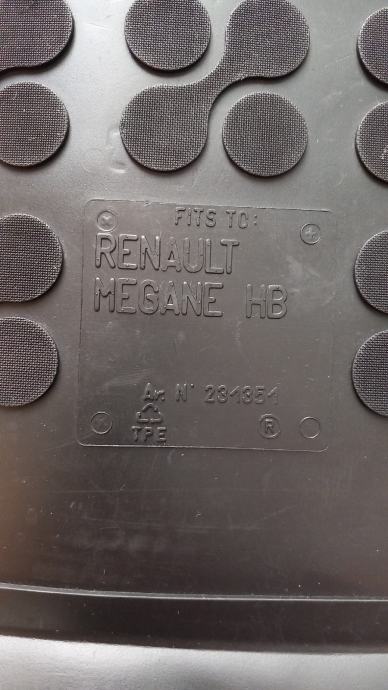 FITS TO:
RENAULT
MEGANE HB
Ar. N° 231351
TPE
®